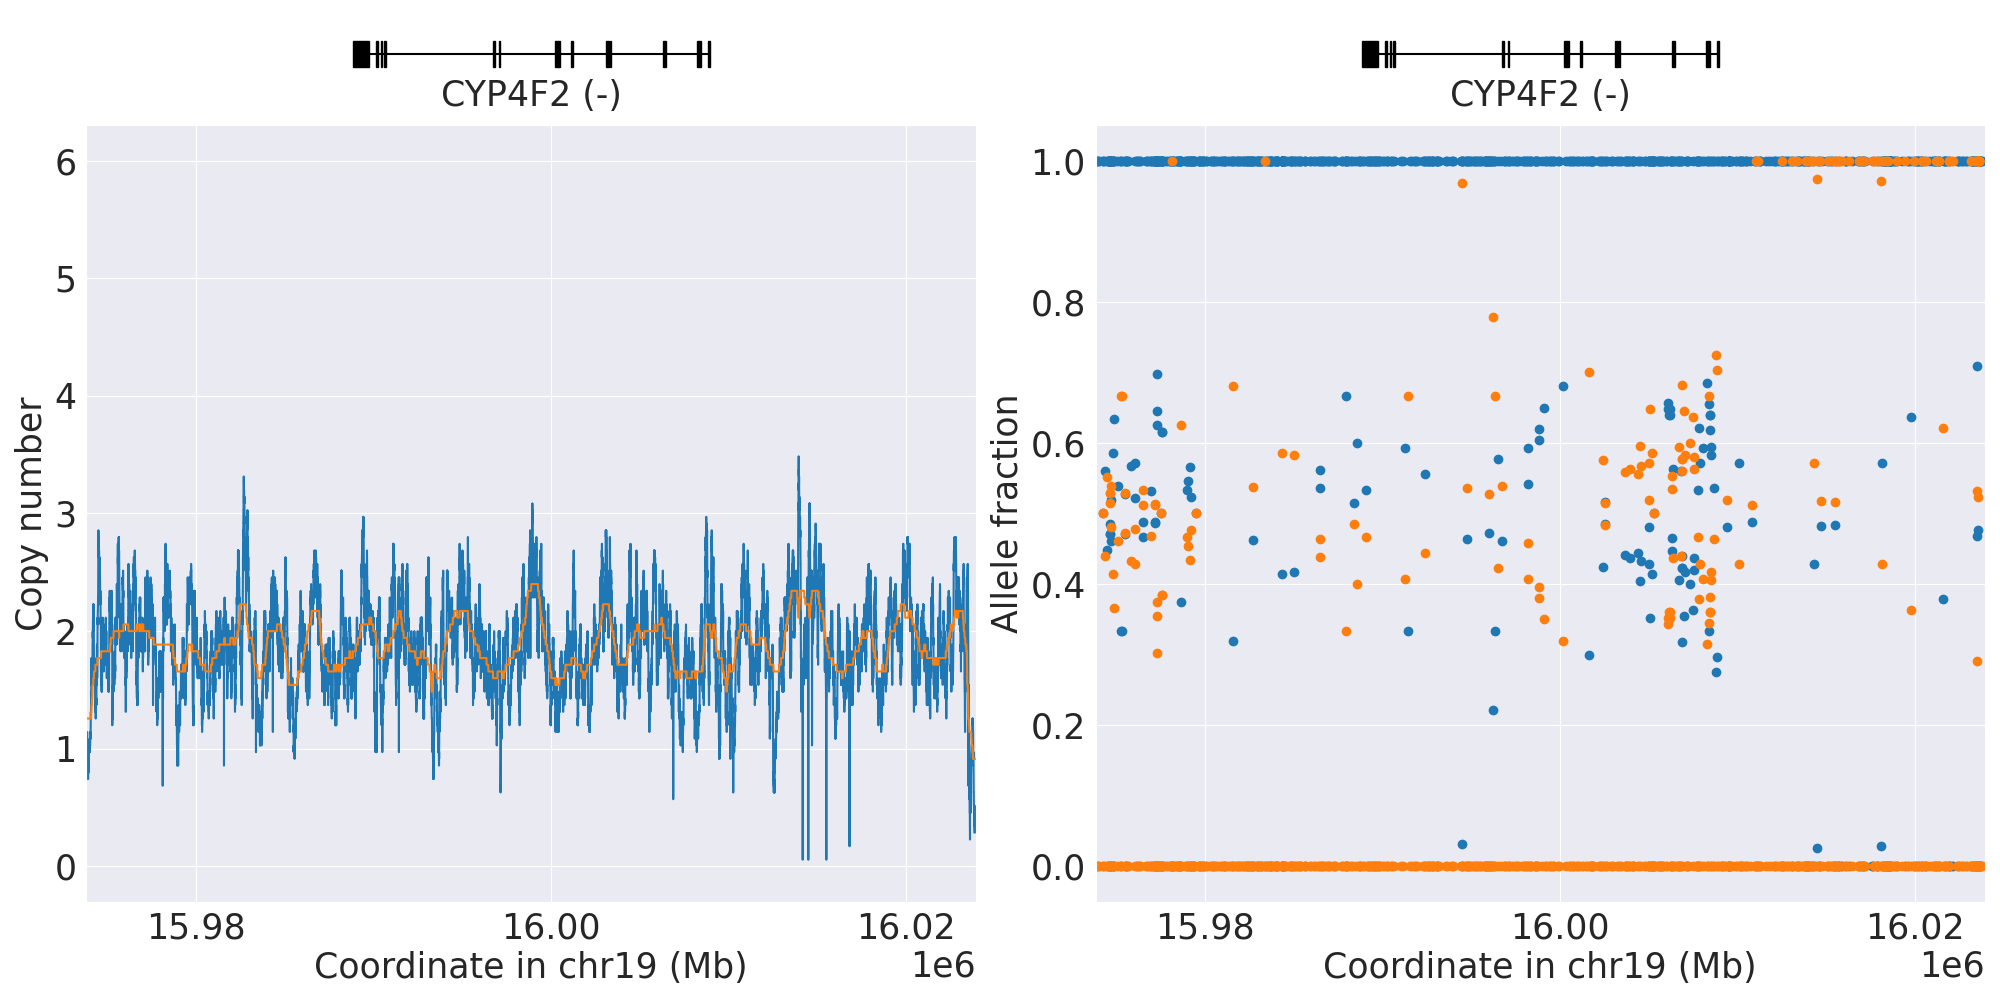 CYP4F2 (-)
CYP4F2 (-)
Copy number
6
5
4
3
2
1
0
15.98
16.00
16.02
Coordinate in chr19 (Mb)
1e6
Allele fraction
1.0
0.8
0.6
0.4
0.2
0.0
15.98
16.00
16.02
Coordinate in chr19 (Mb)
1e6